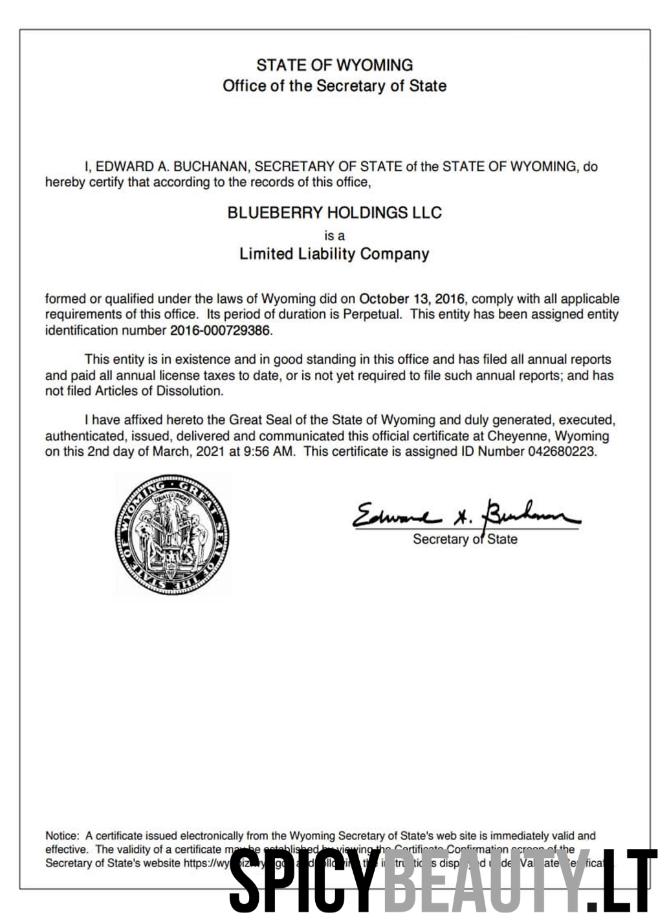 STATE OF WYOMING
Office of the Secretary of State
I, EDWARD A. BUCHANAN, SECRETARY OF STATE of the STATE OF WYOMING, do
hereby certify that according to the records of this office,
BLUEBERRY HOLDINGS LLC
is a
Limited Liability Company
formed or qualified under the laws of Wyoming did on October 13, 2016, comply with all applicable
requirements of this office. Its period of duration is Perpetual. This entity has been assigned entity
identification number 2016-000729386.
This entity is in existence and in good standing in this office and has filed all annual reports
and paid all annual license taxes to date, or is not yet required to file such annual reports; and has
not filed Articles of Dissolution.
I have affixed hereto the Great Seal of the State of Wyoming and duly generated, executed,
authenticated, issued, delivered and communicated this official certificate at Cheyenne, Wyoming
on this 2nd day of March, 2021 at 9:56 AM. This certificate is assigned ID Number 042680223.
GREAT SEAL OF THE STATE OF WYOMING
EQUAL RIGHTS
Edward A. Buchanan
Secretary of State
Notice: A certificate issued electronically from the Wyoming Secretary of State's web site is immediately valid and
effective. The validity of a certificate may be established by viewing the Certificate Confirmation screen of the
Secretary of State's website and following the instructions displayed under Validate Certificate.
SPICYBEAUTY.LT